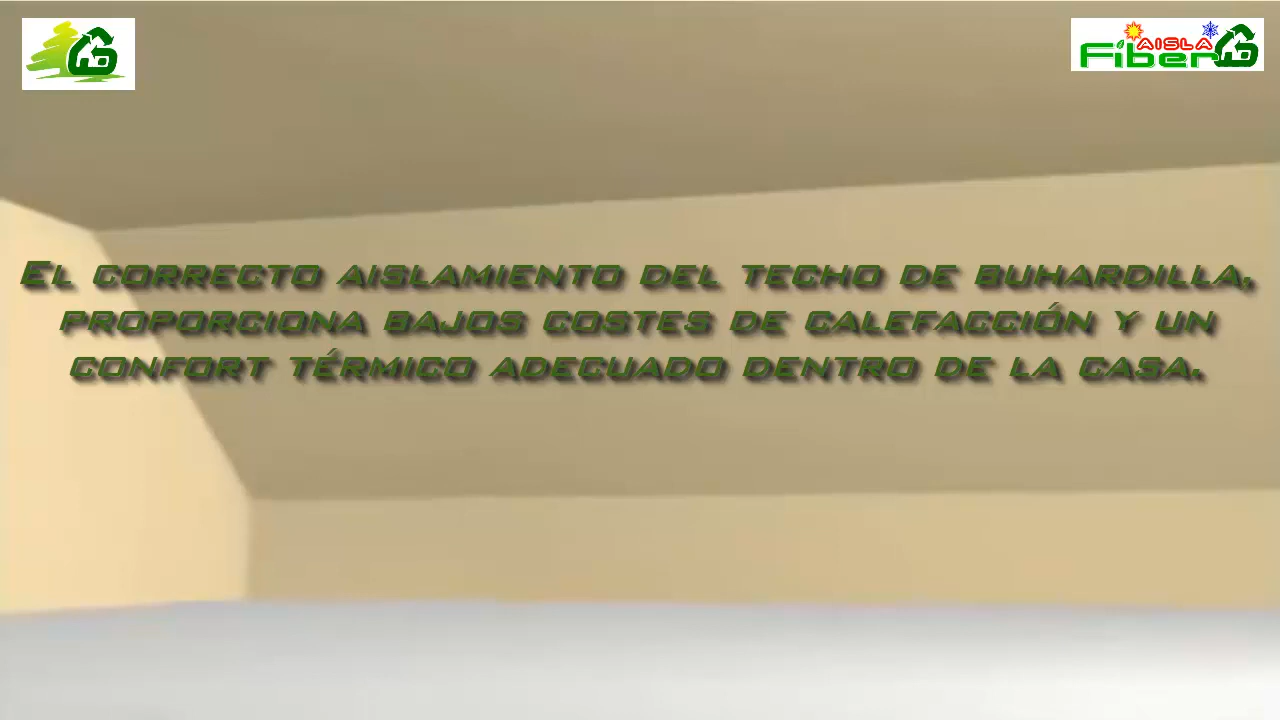 AISLA
Fiber
El correcto aislamiento del techo de buhardilla,
proporciona bajos costes de calefacción y un
confort térmico adecuado dentro de la casa.